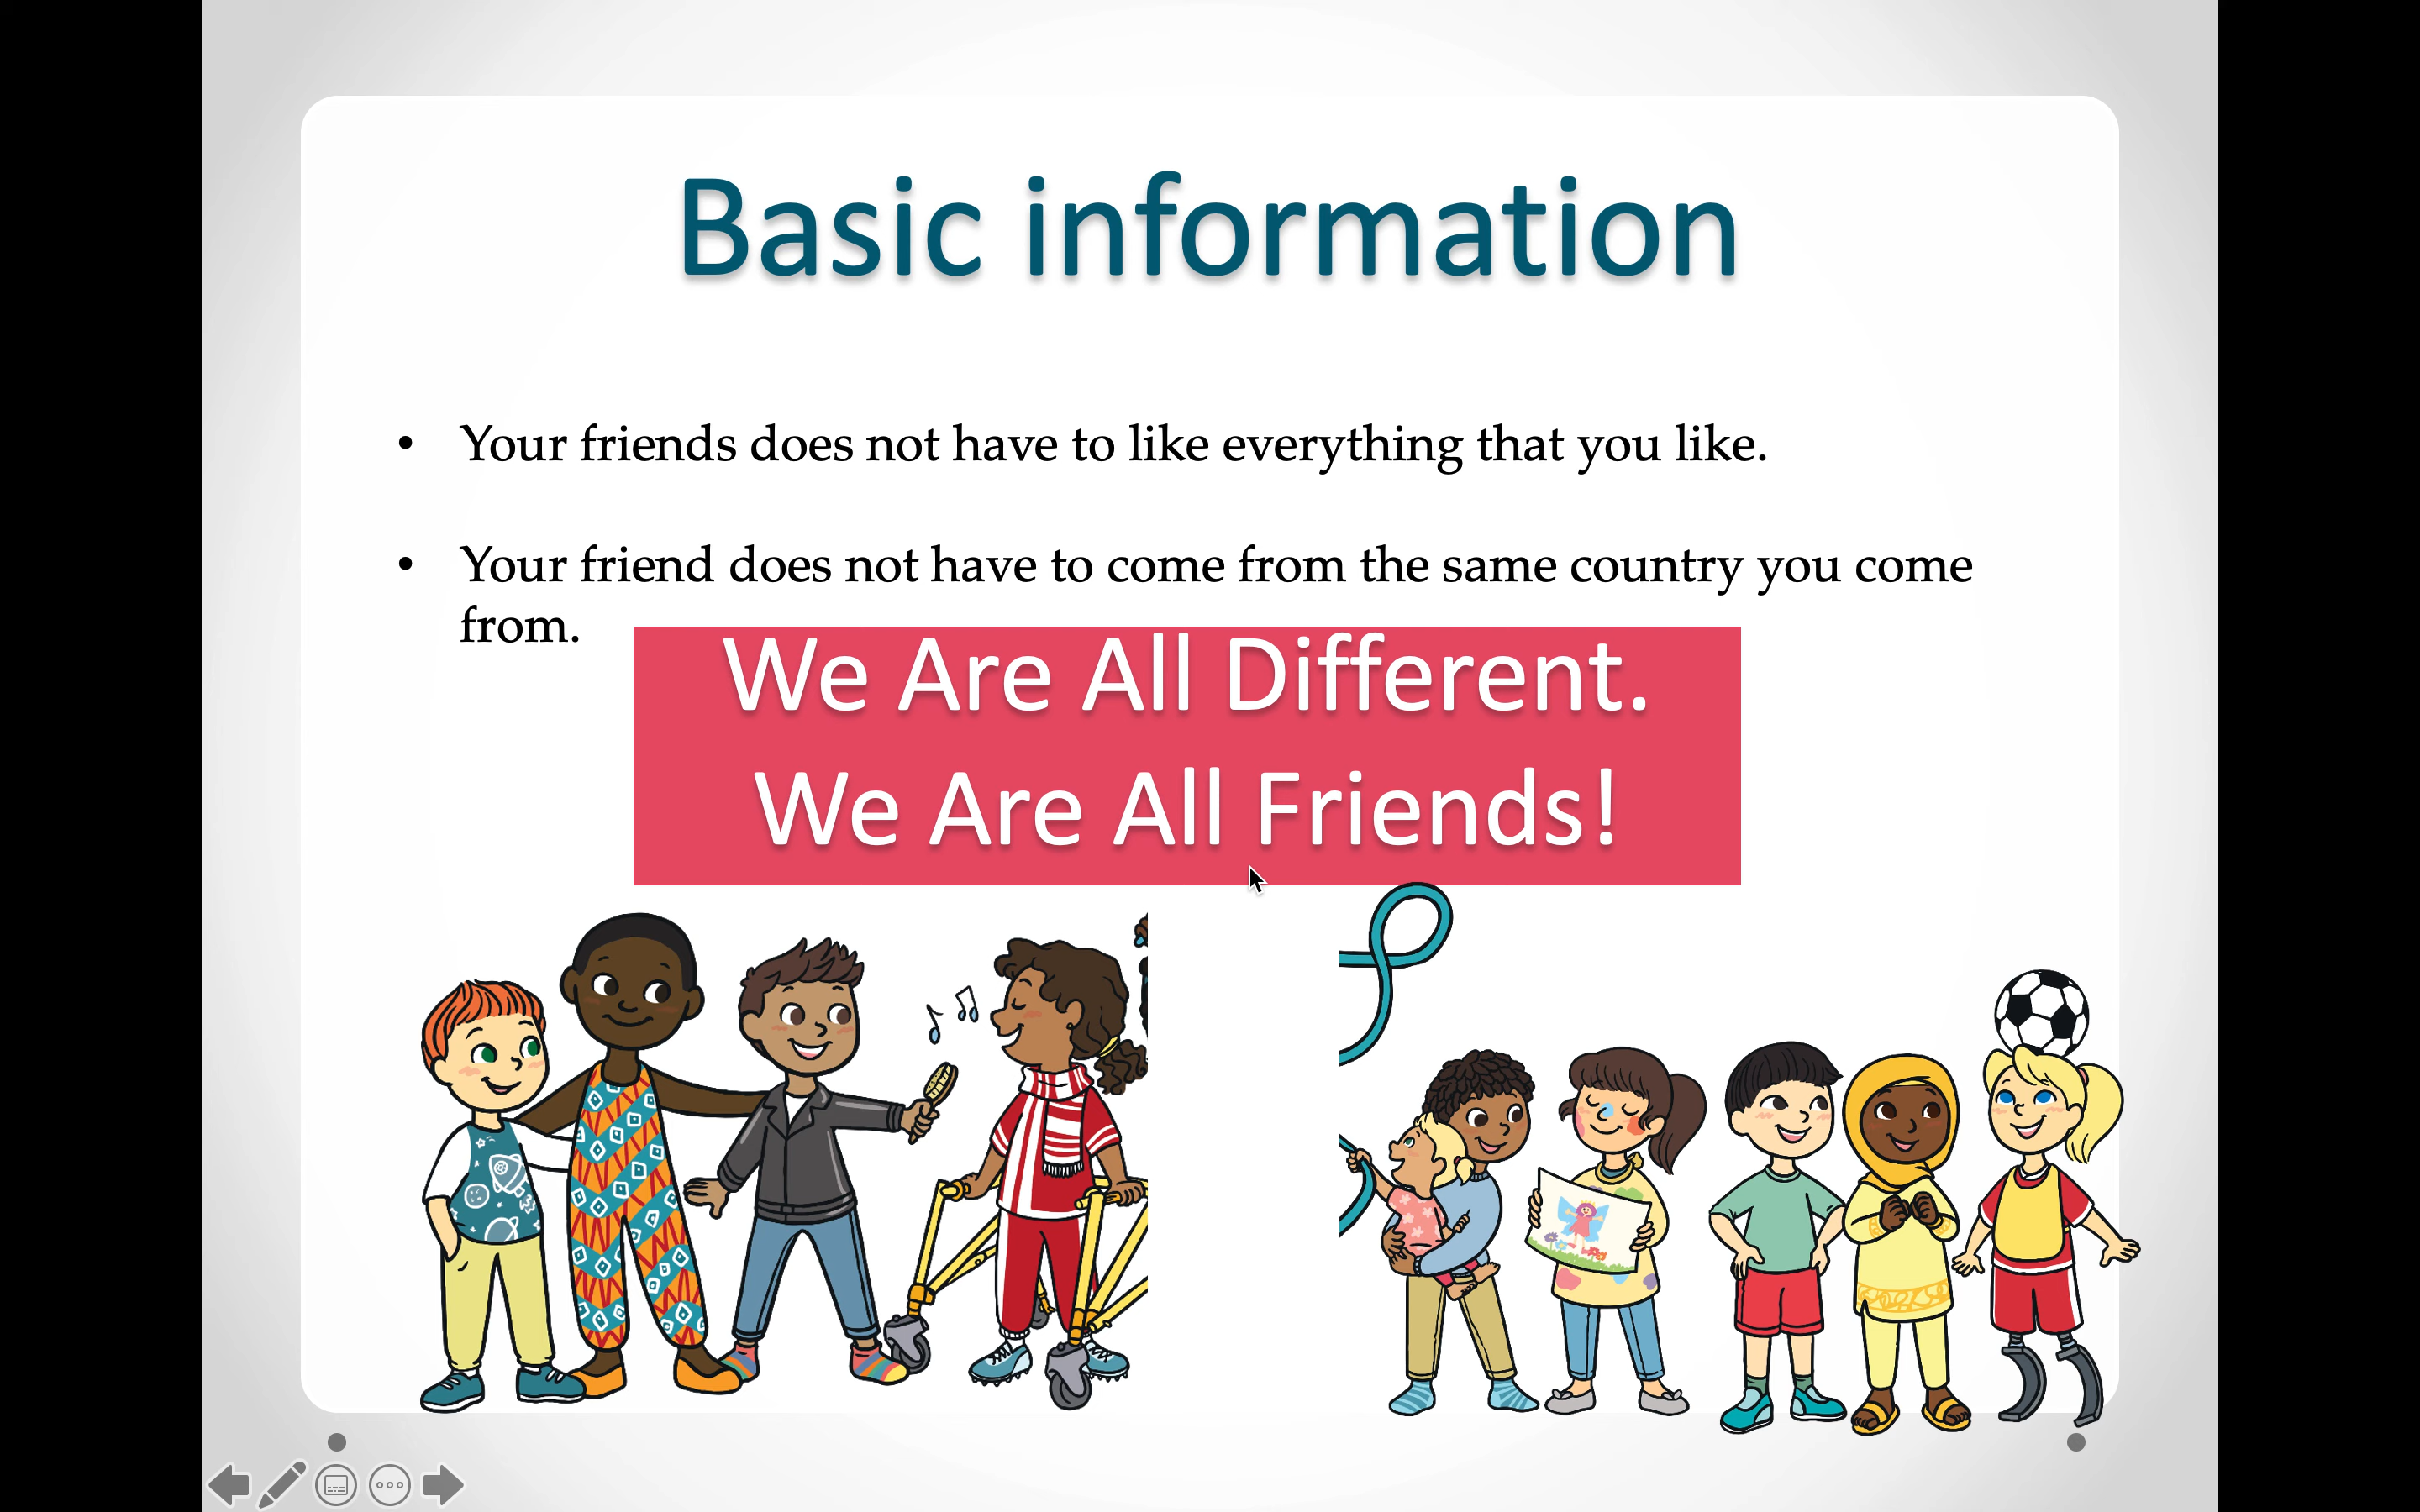 Basic information
• Your friends does not have to like everything that you like.
• Your friend does not have to come from the same country you come
from.
We Are All Different.
We Are All Friends!